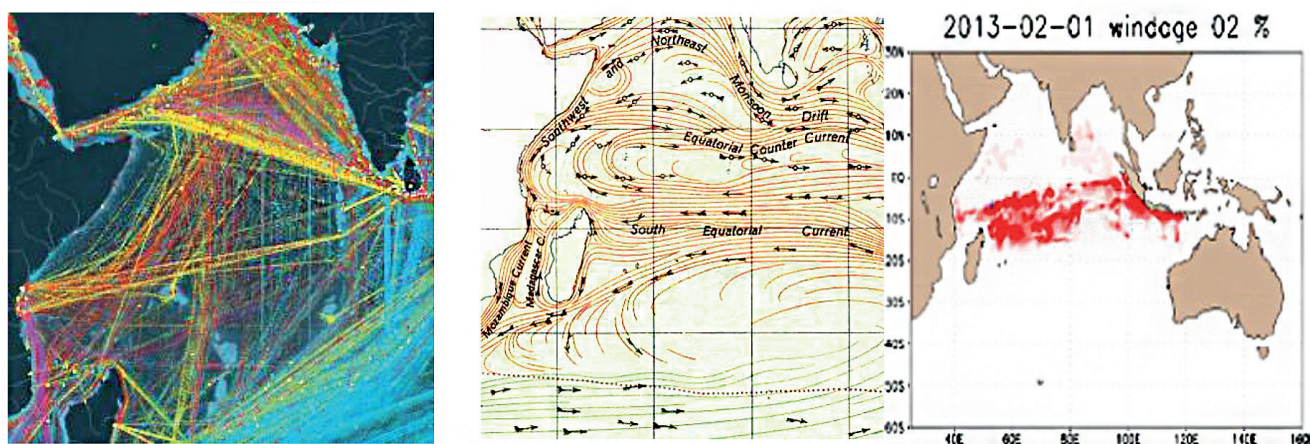 Southwest and Northeast Monsoon Drift
Equatorial Counter Current
South Equatorial Current
Mozambique Current
Madagascar C.
2013-02-01 windage 02 %
30N
20N
10N
EQ
10S
20S
30S
40S
50S
60S
40E 60E 80E 100E 120E 140E